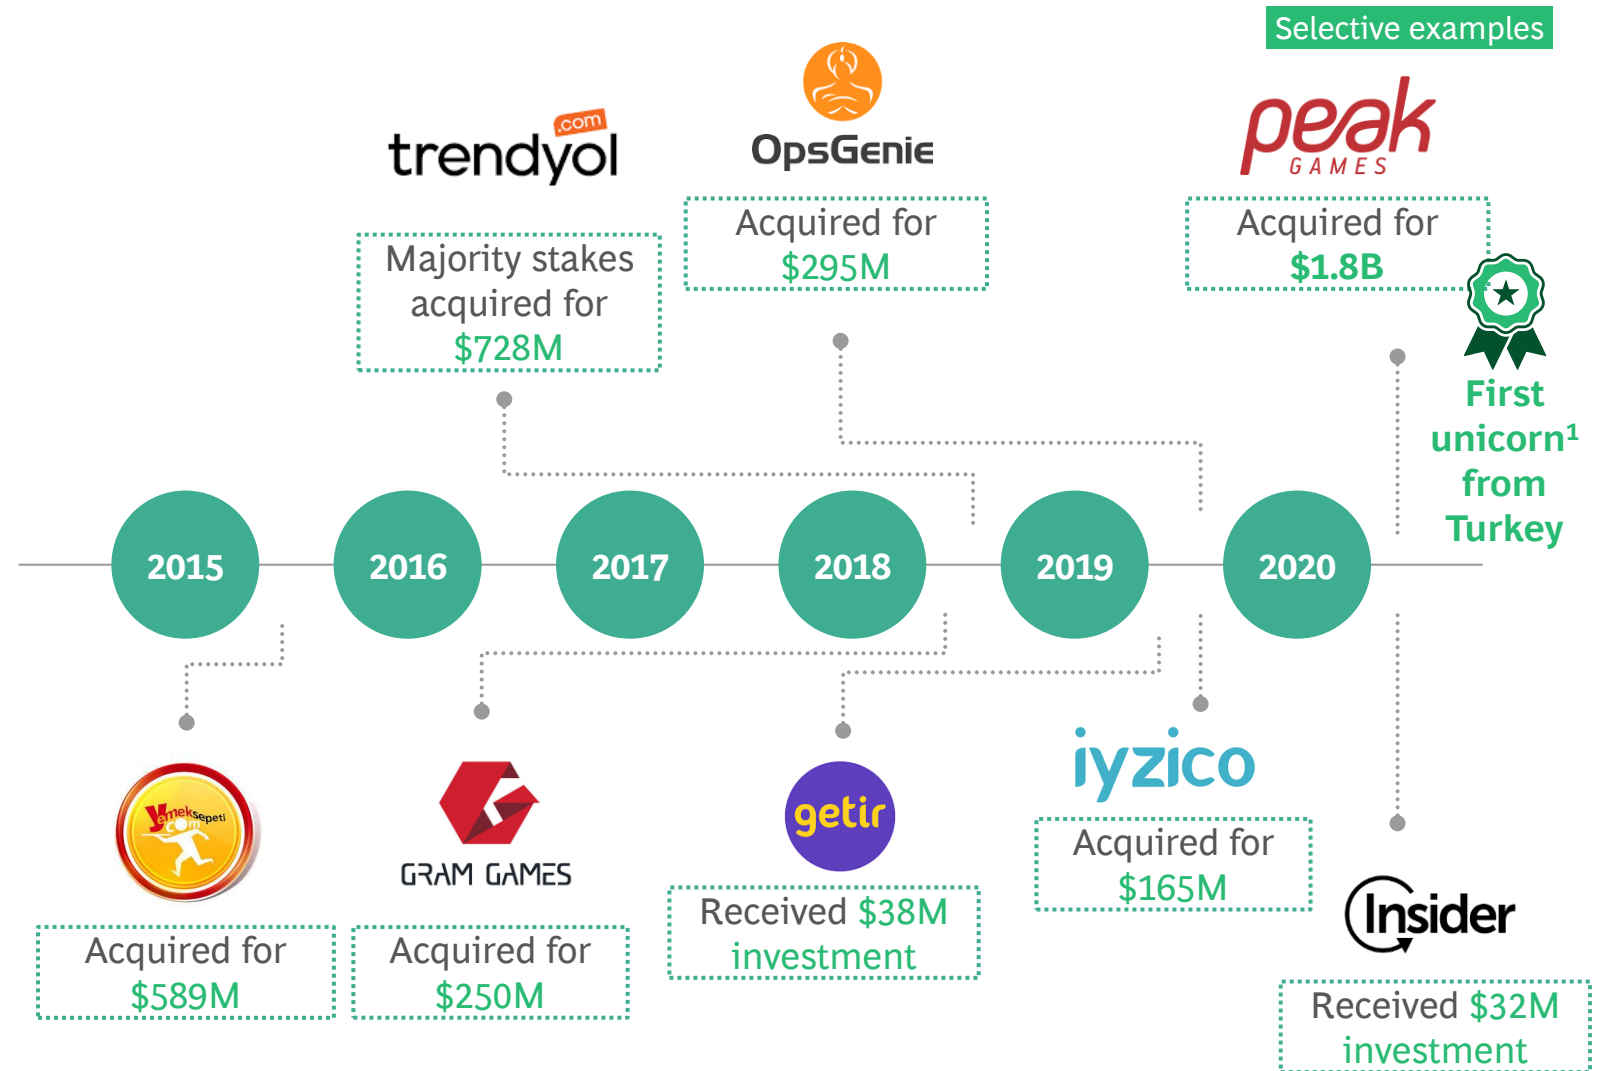 Selective examples
.com
trendyol
Majority stakes
acquired for
$728M
OpsGenie
Acquired for
$295M
peak
GAMES
Acquired for
$1.8B
First
unicorn¹
from
Turkey
2015
2016
2017
2018
2019
2020
Yemeksepeti
com
Acquired for
$589M
GRAM GAMES
Acquired for
$250M
getir
Received $38M
investment
iyzico
Acquired for
$165M
Insider
Received $32M
investment